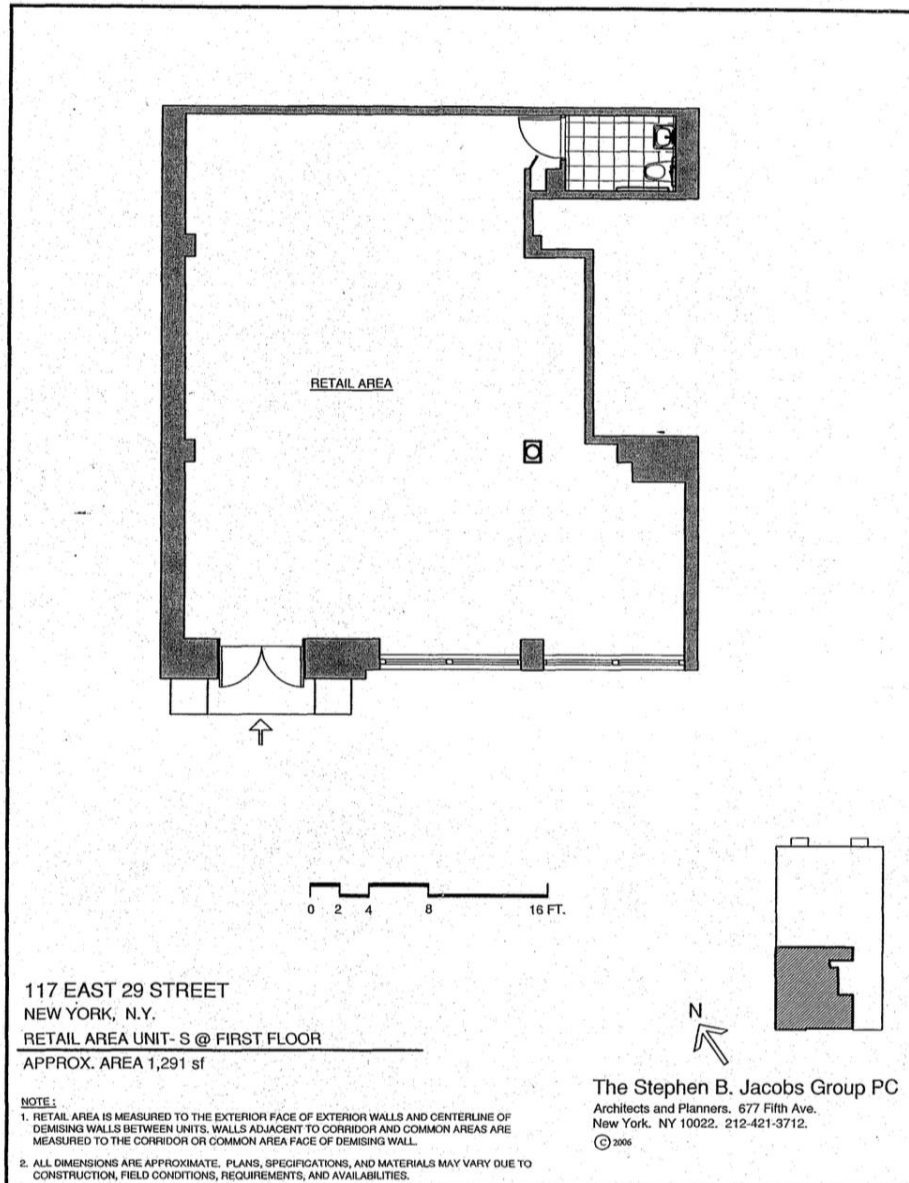 RETAIL AREA
0 2 4 8 16 FT.
117 EAST 29 STREET
NEW YORK, N.Y.
RETAIL AREA UNIT- S @ FIRST FLOOR
APPROX. AREA 1,291 sf
NOTE :
1. RETAIL AREA IS MEASURED TO THE EXTERIOR FACE OF EXTERIOR WALLS AND CENTERLINE OF
DEMISING WALLS BETWEEN UNITS. WALLS ADJACENT TO CORRIDOR AND COMMON AREAS ARE
MEASURED TO THE CORRIDOR OR COMMON AREA FACE OF DEMISING WALL.
2. ALL DIMENSIONS ARE APPROXIMATE. PLANS, SPECIFICATIONS, AND MATERIALS MAY VARY DUE TO
CONSTRUCTION, FIELD CONDITIONS, REQUIREMENTS, AND AVAILABILITIES.
N
The Stephen B. Jacobs Group PC
Architects and Planners. 677 Fifth Ave.
New York. NY 10022. 212-421-3712.
© 2006